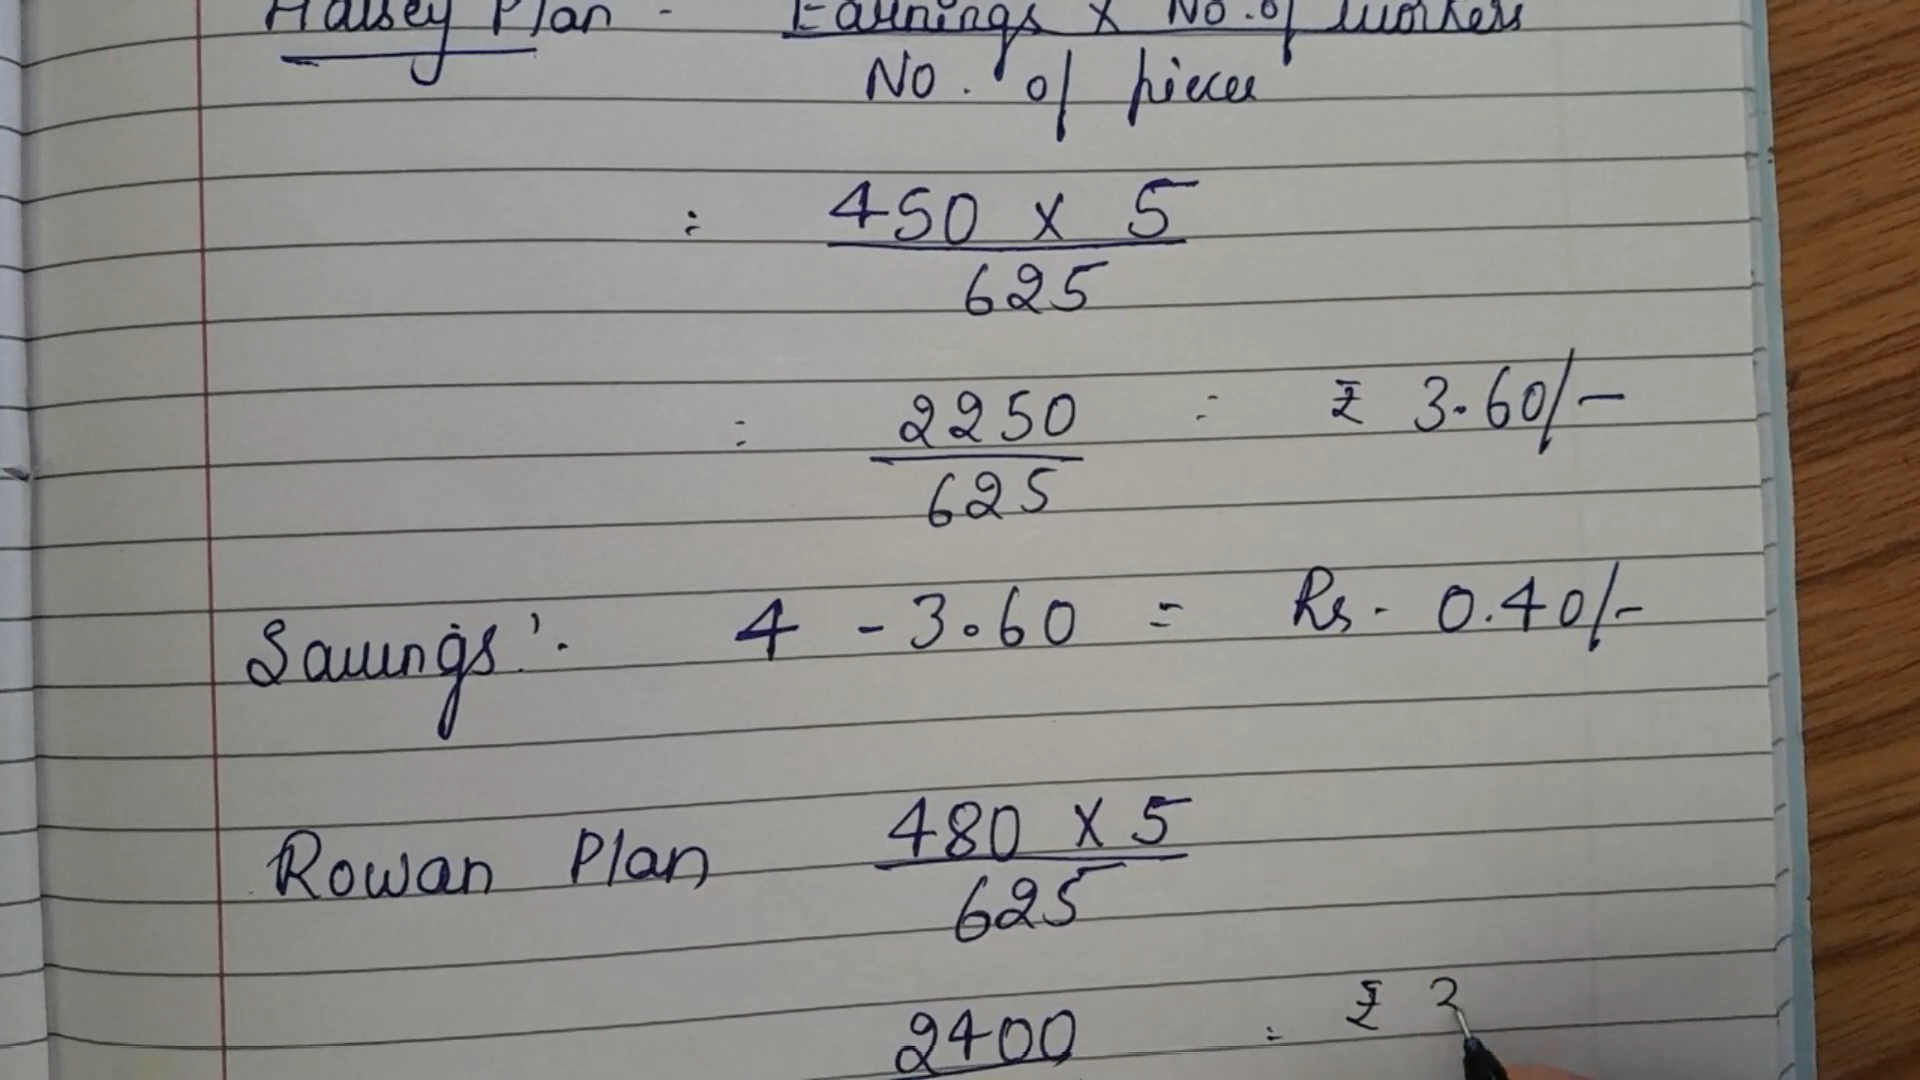 Halsey Plan - Earnings x No. of workers
No. of pieces
= 450 x 5
625
= 2250 = ₹ 3.60/-
625
Savings :- 4 - 3.60 = Rs. 0.40/-
Rowan Plan 480 x 5
625
2400 = ₹ 3